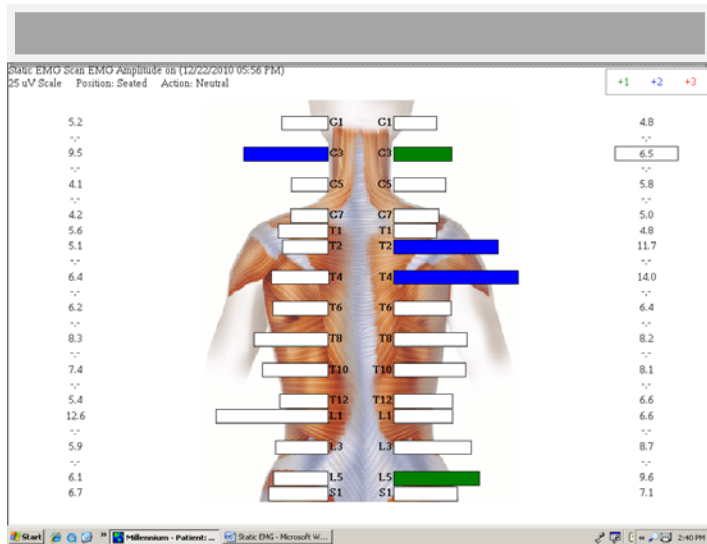 Static EMG Scan EMG Amplitude on (12/22/2010 05:56 PM)
25 uV Scale Position: Seated Action: Neutral +1 +2 +3
5.2 C1 C1 4.8
-.- -.-
9.5 C3 C3 6.5
-.- -.-
4.1 C5 C5 5.8
-.- -.-
4.2 C7 C7 5.0
5.6 T1 T1 4.8
5.1 T2 T2 11.7
-.- -.-
6.4 T4 T4 14.0
-.- -.-
6.2 T6 T6 6.4
-.- -.-
8.3 T8 T8 8.2
-.- -.-
7.4 T10 T10 8.1
-.- -.-
5.4 T12 T12 6.6
12.6 L1 L1 6.6
-.- -.-
5.9 L3 L3 8.7
-.- -.-
6.1 L5 L5 9.6
6.7 S1 S1 7.1
Start » Millennium - Patient: ... Static EMG - Microsoft W... « 2:40 PM